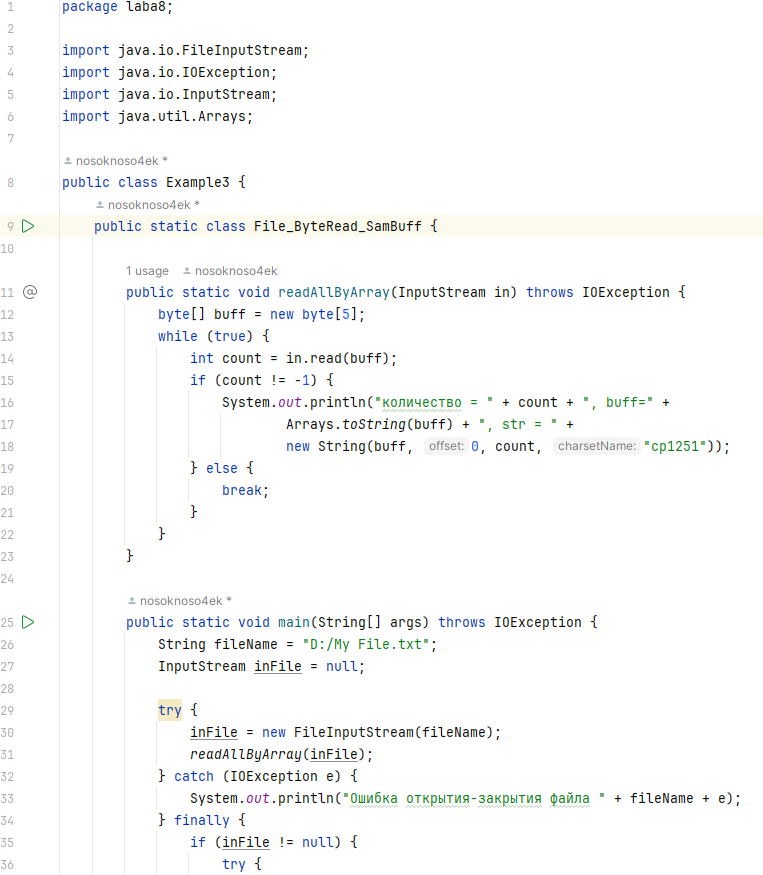 1 package laba8;
2
3 import java.io.FileInputStream;
4 import java.io.IOException;
5 import java.io.InputStream;
6 import java.util.Arrays;
7
nosoknoso4ek *
8 public class Example3 {
nosoknoso4ek *
9 public static class File_ByteRead_SamBuff {
10
1 usage nosoknoso4ek
11 @ public static void readAllByArray(InputStream in) throws IOException {
12 byte[] buff = new byte[5];
13 while (true) {
14 int count = in.read(buff);
15 if (count != -1) {
16 System.out.println("количество = " + count + ", buff=" +
17 Arrays.toString(buff) + ", str = " +
18 new String(buff, offset: 0, count, charsetName: "cp1251"));
19 } else {
20 break;
21 }
22 }
23 }
24
nosoknoso4ek *
25 public static void main(String[] args) throws IOException {
26 String fileName = "D:/My File.txt";
27 InputStream inFile = null;
28
29 try {
30 inFile = new FileInputStream(fileName);
31 readAllByArray(inFile);
32 } catch (IOException e) {
33 System.out.println("Ошибка открытия-закрытия файла " + fileName + e);
34 } finally {
35 if (inFile != null) {
36 try {